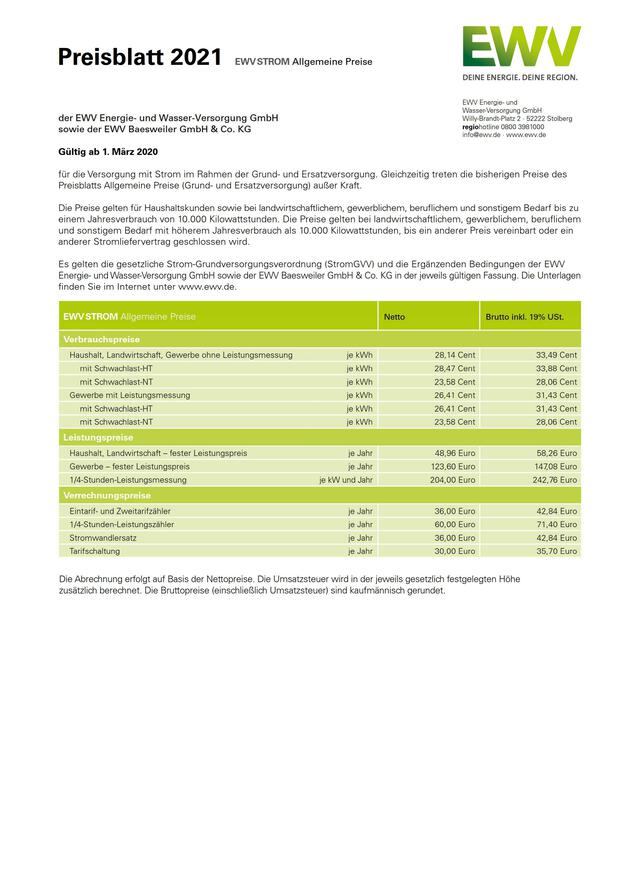 Preisblatt 2021 EWV STROM Allgemeine Preise
EWV
DEINE ENERGIE. DEINE REGION.
EWV Energie- und
Wasser-Versorgung GmbH
Willy-Brandt-Platz 2 · 52222 Stolberg
regiohotline 0800 3981000
info@ewv.de · www.ewv.de
der EWV Energie- und Wasser-Versorgung GmbH
sowie der EWV Baesweiler GmbH & Co. KG
Gültig ab 1. März 2020
für die Versorgung mit Strom im Rahmen der Grund- und Ersatzversorgung. Gleichzeitig treten die bisherigen Preise des
Preisblatts Allgemeine Preise (Grund- und Ersatzversorgung) außer Kraft.
Die Preise gelten für Haushaltskunden sowie bei landwirtschaftlichem, gewerblichem, beruflichem und sonstigem Bedarf bis zu
einem Jahresverbrauch von 10.000 Kilowattstunden. Die Preise gelten bei landwirtschaftlichem, gewerblichem, beruflichem
und sonstigem Bedarf mit höherem Jahresverbrauch als 10.000 Kilowattstunden, bis ein anderer Preis vereinbart oder ein
anderer Stromliefervertrag geschlossen wird.
Es gelten die gesetzliche Strom-Grundversorgungsverordnung (StromGVV) und die Ergänzenden Bedingungen der EWV
Energie- und Wasser-Versorgung GmbH sowie der EWV Baesweiler GmbH & Co. KG in der jeweils gültigen Fassung. Die Unterlagen
finden Sie im Internet unter www.ewv.de.
EWV STROM Allgemeine Preise Netto Brutto inkl. 19% USt.
Verbrauchspreise
Haushalt, Landwirtschaft, Gewerbe ohne Leistungsmessung je kWh 28,14 Cent 33,49 Cent
mit Schwachlast-HT je kWh 28,47 Cent 33,88 Cent
mit Schwachlast-NT je kWh 23,58 Cent 28,06 Cent
Gewerbe mit Leistungsmessung je kWh 26,41 Cent 31,43 Cent
mit Schwachlast-HT je kWh 26,41 Cent 31,43 Cent
mit Schwachlast-NT je kWh 23,58 Cent 28,06 Cent
Leistungspreise
Haushalt, Landwirtschaft – fester Leistungspreis je Jahr 48,96 Euro 58,26 Euro
Gewerbe – fester Leistungspreis je Jahr 123,60 Euro 147,08 Euro
1/4-Stunden-Leistungsmessung je kW und Jahr 204,00 Euro 242,76 Euro
Verrechnungspreise
Eintarif- und Zweitarifzähler je Jahr 36,00 Euro 42,84 Euro
1/4-Stunden-Leistungszähler je Jahr 60,00 Euro 71,40 Euro
Stromwandlersatz je Jahr 36,00 Euro 42,84 Euro
Tarifschaltung je Jahr 30,00 Euro 35,70 Euro
Die Abrechnung erfolgt auf Basis der Nettopreise. Die Umsatzsteuer wird in der jeweils gesetzlich festgelegten Höhe
zusätzlich berechnet. Die Bruttopreise (einschließlich Umsatzsteuer) sind kaufmännisch gerundet.